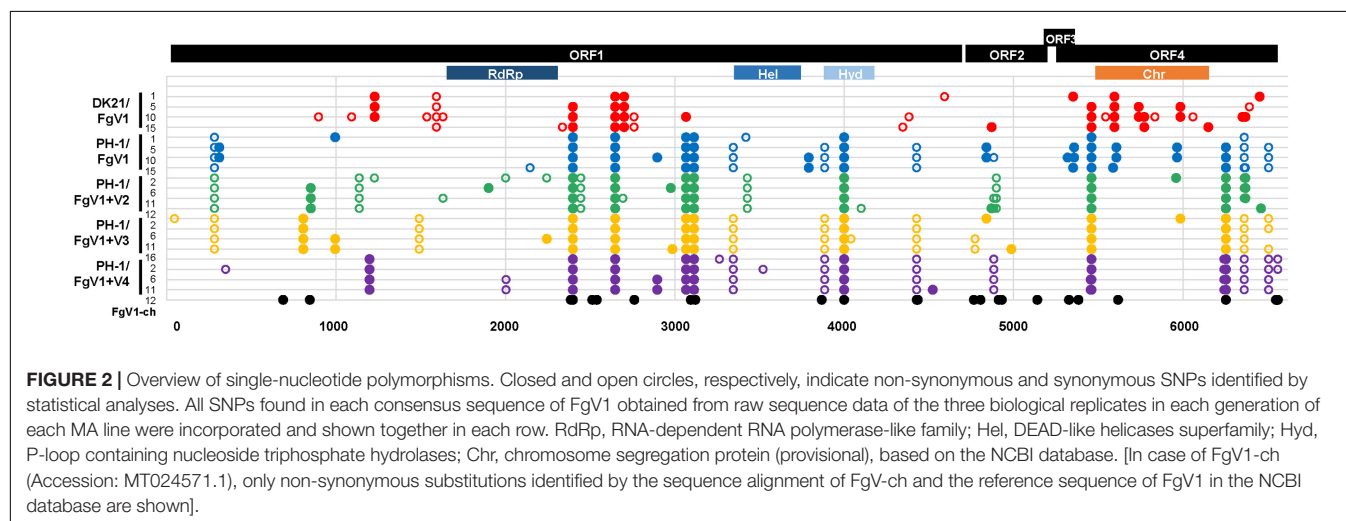 ORF3
ORF1 ORF2 ORF4
RdRp Hel Hyd Chr
DK21/
FgV1
1
5
10
15
PH-1/
FgV1
1
5
10
15
PH-1/
FgV1+V2
2
6
11
12
PH-1/
FgV1+V3
2
6
11
16
PH-1/
FgV1+V4
2
6
11
12
FgV1-ch
0 1000 2000 3000 4000 5000 6000
FIGURE 2 | Overview of single-nucleotide polymorphisms. Closed and open circles, respectively, indicate non-synonymous and synonymous SNPs identified by
statistical analyses. All SNPs found in each consensus sequence of FgV1 obtained from raw sequence data of the three biological replicates in each generation of
each MA line were incorporated and shown together in each row. RdRp, RNA-dependent RNA polymerase-like family; Hel, DEAD-like helicases superfamily; Hyd,
P-loop containing nucleoside triphosphate hydrolases; Chr, chromosome segregation protein (provisional), based on the NCBI database. [In case of FgV1-ch
(Accession: MT024571.1), only non-synonymous substitutions identified by the sequence alignment of FgV-ch and the reference sequence of FgV1 in the NCBI
database are shown].